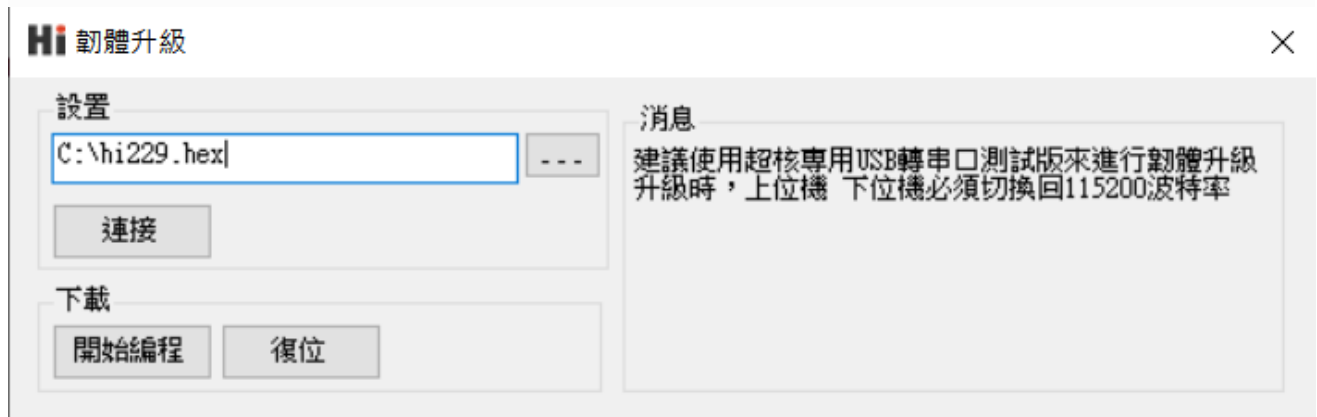 Hi 韌體升級
設置
C:\hi229.hex
...
連接
下載
開始編程
復位
消息
建議使用超核專用USB轉串口測試版來進行韌體升級
升級時，上位機 下位機必須切換回115200波特率